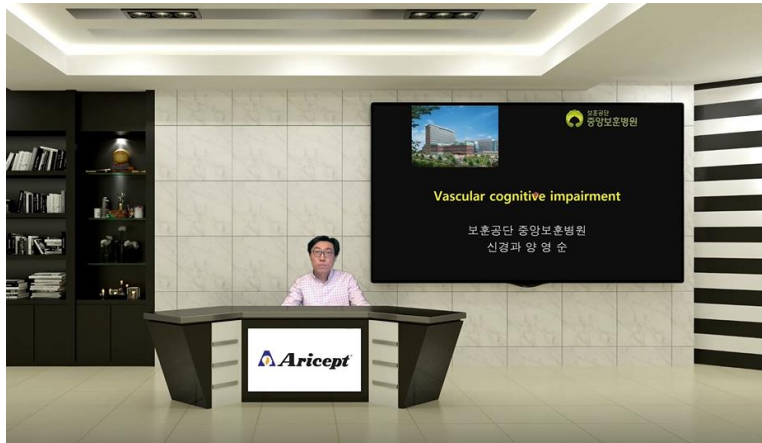 보훈공단
중앙보훈병원
Vascular cognitive impairment
보훈공단 중앙보훈병원
신경과 양 영 순
Aricept